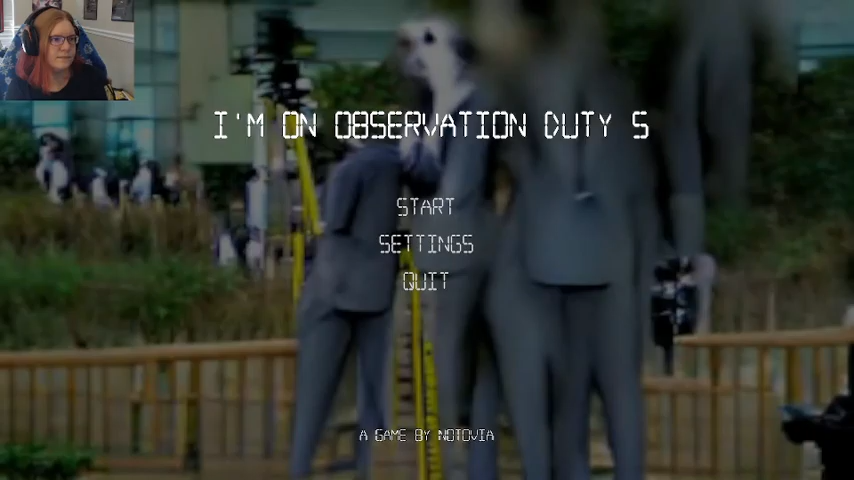 I'M ON OBSERVATION DUTY 5
START
SETTINGS
QUIT
A GAME BY NOTOVIA